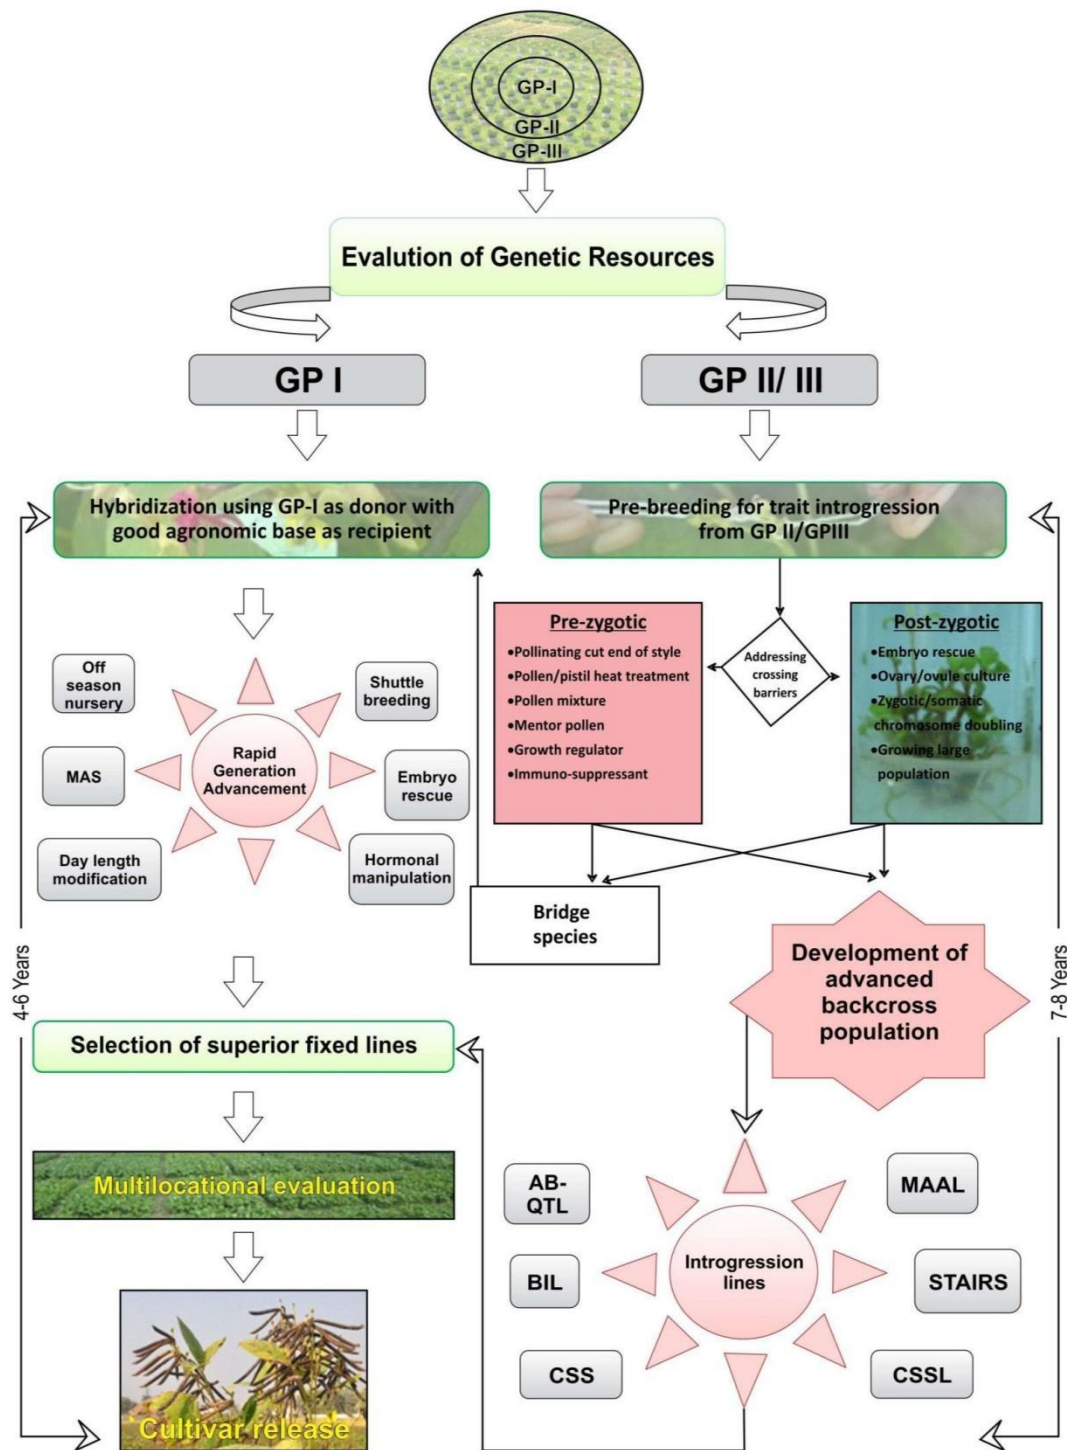 GP-I
GP-II
GP-III
Evalution of Genetic Resources
GP I
GP II/ III
Hybridization using GP-I as donor with
good agronomic base as recipient
Pre-breeding for trait introgression
from GP II/GPIII
Pre-zygotic
•Pollinating cut end of style
•Pollen/pistil heat treatment
•Pollen mixture
•Mentor pollen
•Growth regulator
•Immuno-suppressant
Addressing
crossing
barriers
Post-zygotic
•Embryo rescue
•Ovary/ovule culture
•Zygotic/somatic
chromosome doubling
•Growing large
population
Off
season
nursery
Shuttle
breeding
MAS
Rapid
Generation
Advancement
Embryo
rescue
Day length
modification
Hormonal
manipulation
Bridge
species
Development of
advanced
backcross
population
4-6 Years
7-8 Years
Selection of superior fixed lines
Multilocational evaluation
Cultivar release
AB-
QTL
MAAL
BIL
Introgression
lines
STAIRS
CSS
CSSL